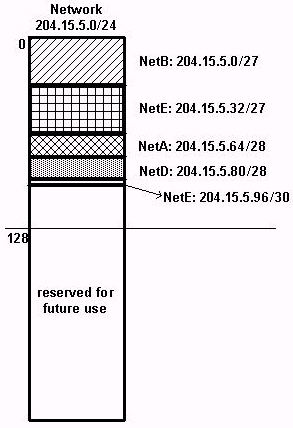 Network
204.15.5.0/24
0
NetB: 204.15.5.0/27
NetE: 204.15.5.32/27
NetA: 204.15.5.64/28
NetD: 204.15.5.80/28
NetE: 204.15.5.96/30
128
reserved for
future use